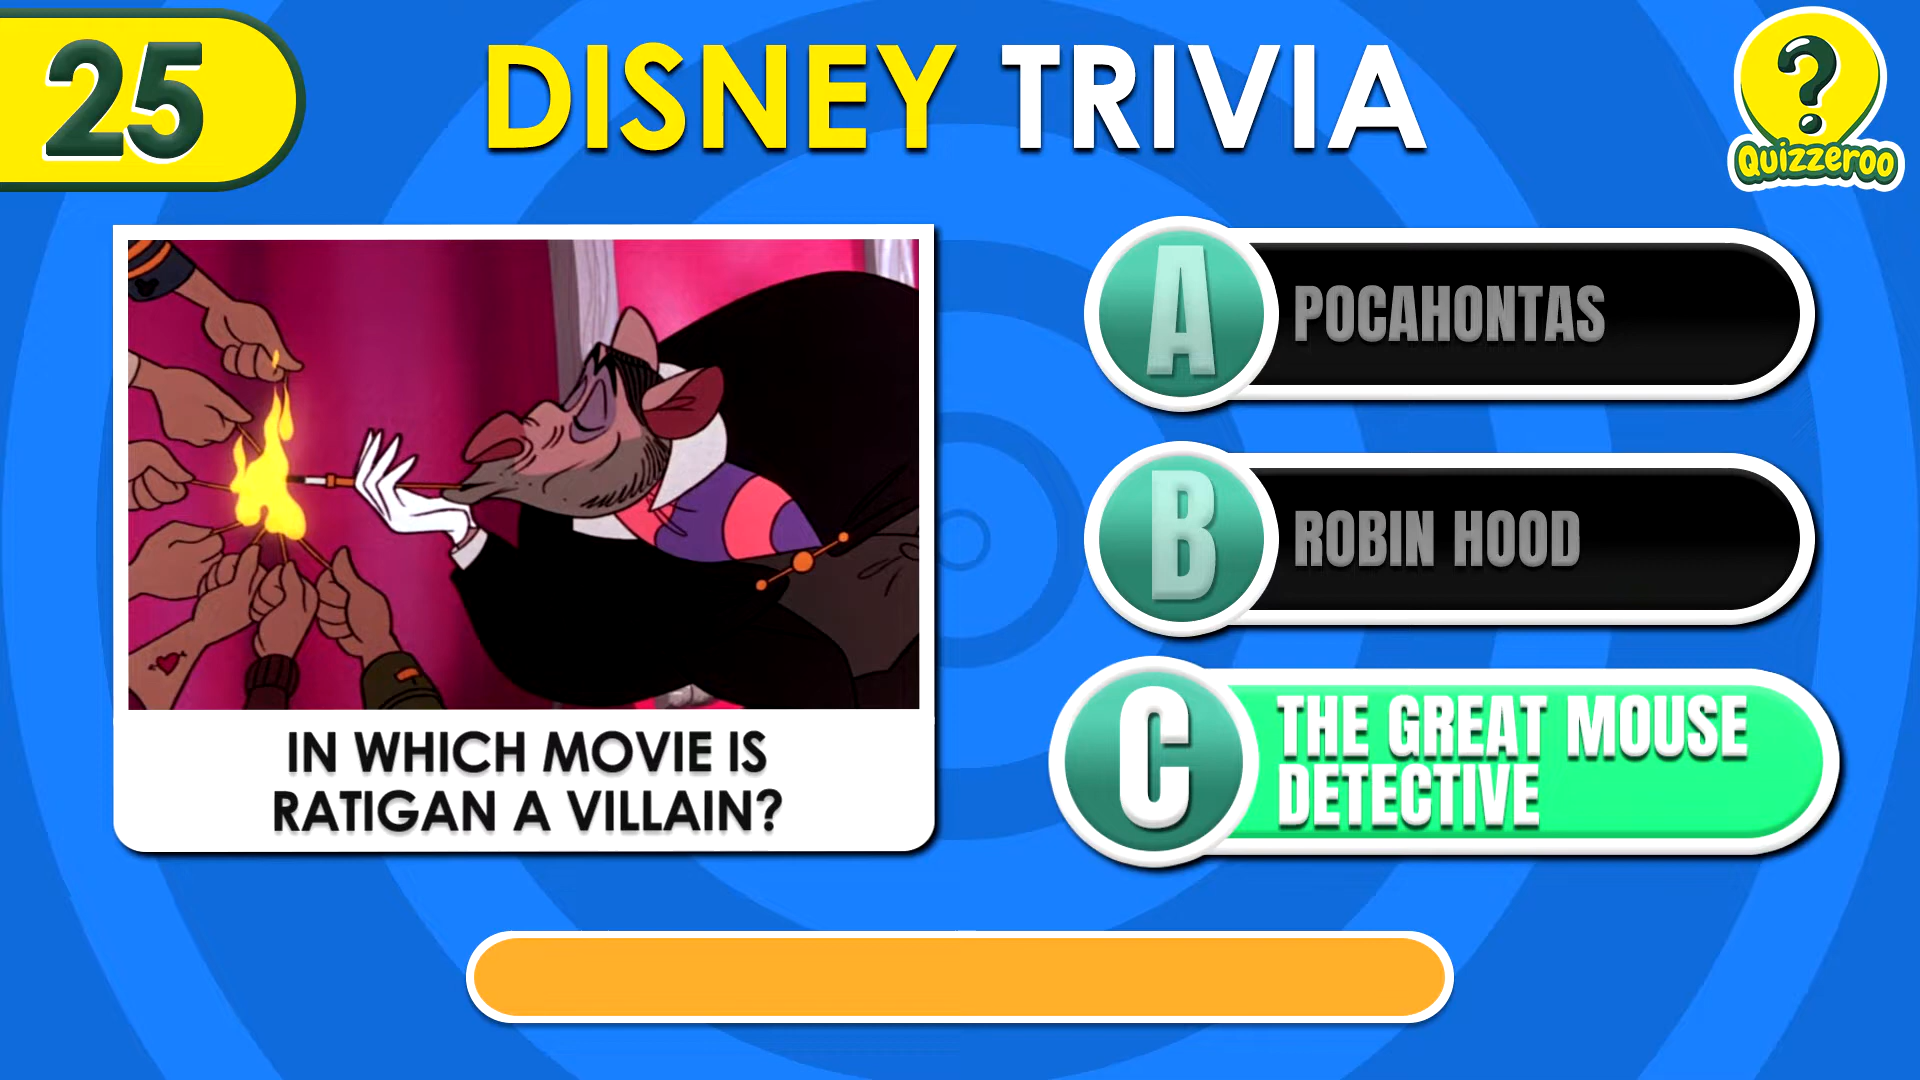 25
DISNEY TRIVIA
?
Quizzeroo
A
POCAHONTAS
B
ROBIN HOOD
C
THE GREAT MOUSE
DETECTIVE
IN WHICH MOVIE IS
RATIGAN A VILLAIN?